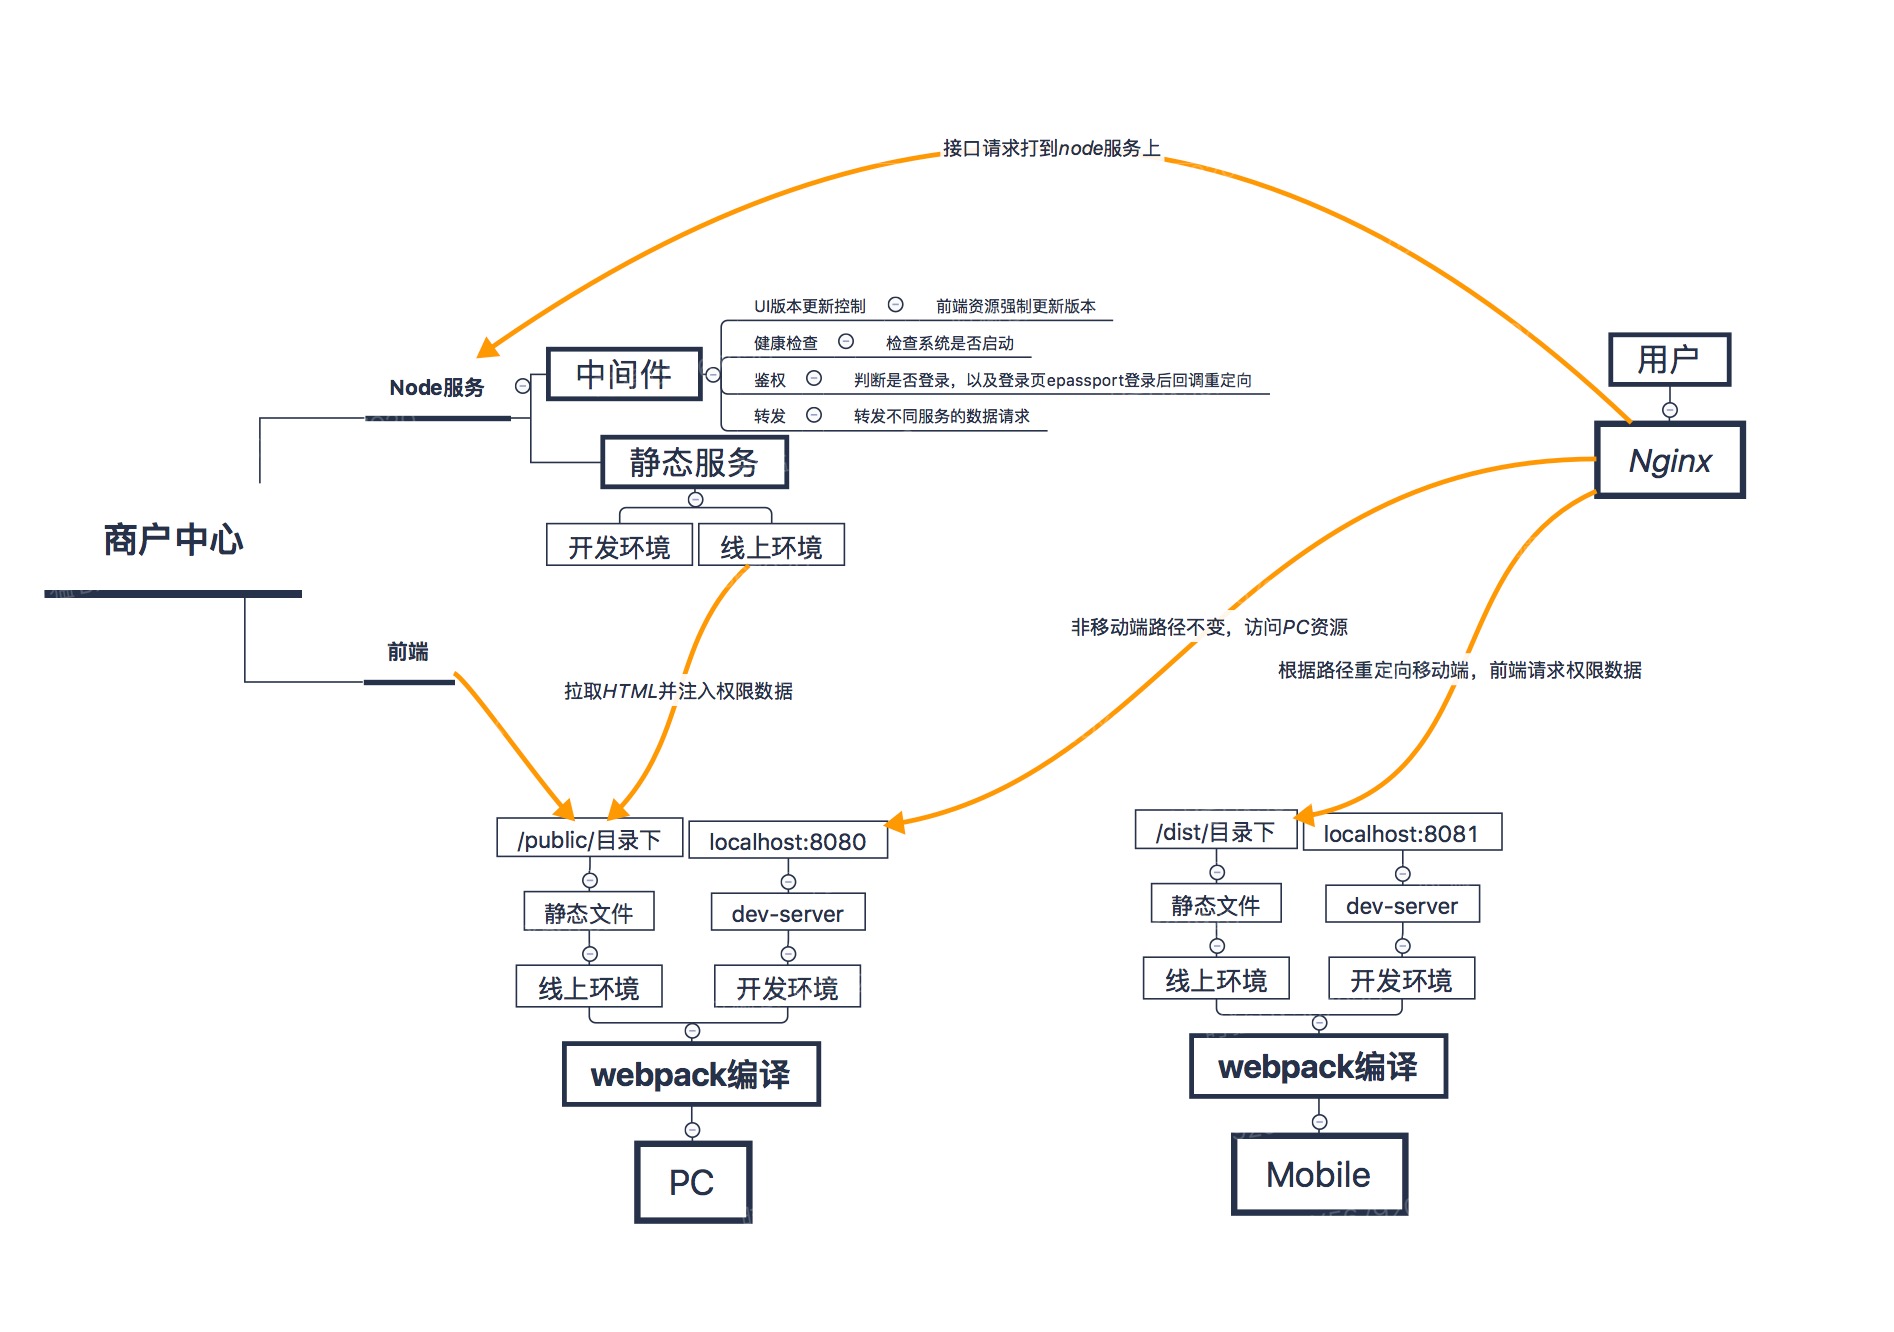 接口请求打到node服务上
UI版本更新控制 前端资源强制更新版本
健康检查 检查系统是否启动
鉴权 判断是否登录，以及登录页epassport登录后回调重定向
转发 转发不同服务的数据请求
中间件
Node服务
静态服务
开发环境 线上环境
商户中心
前端
用户
Nginx
非移动端路径不变，访问PC资源
根据路径重定向移动端，前端请求权限数据
拉取HTML并注入权限数据
/public/目录下 localhost:8080
静态文件 dev-server
线上环境 开发环境
webpack编译
PC
/dist/目录下 localhost:8081
静态文件 dev-server
线上环境 开发环境
webpack编译
Mobile